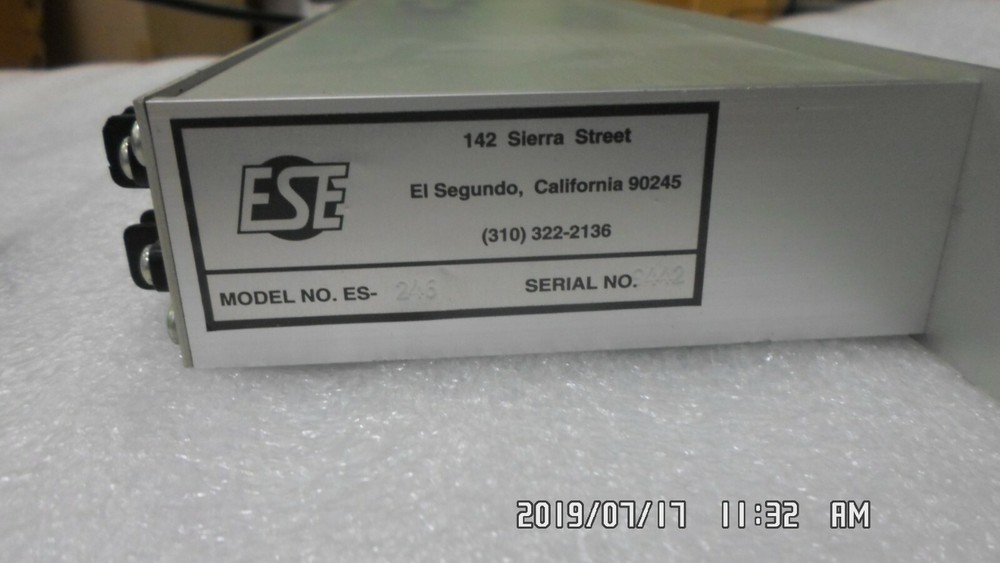 ESE
142 Sierra Street
El Segundo, California 90245
(310) 322-2136
MODEL NO. ES-
SERIAL NO.
2019/07/17 11:32 AM